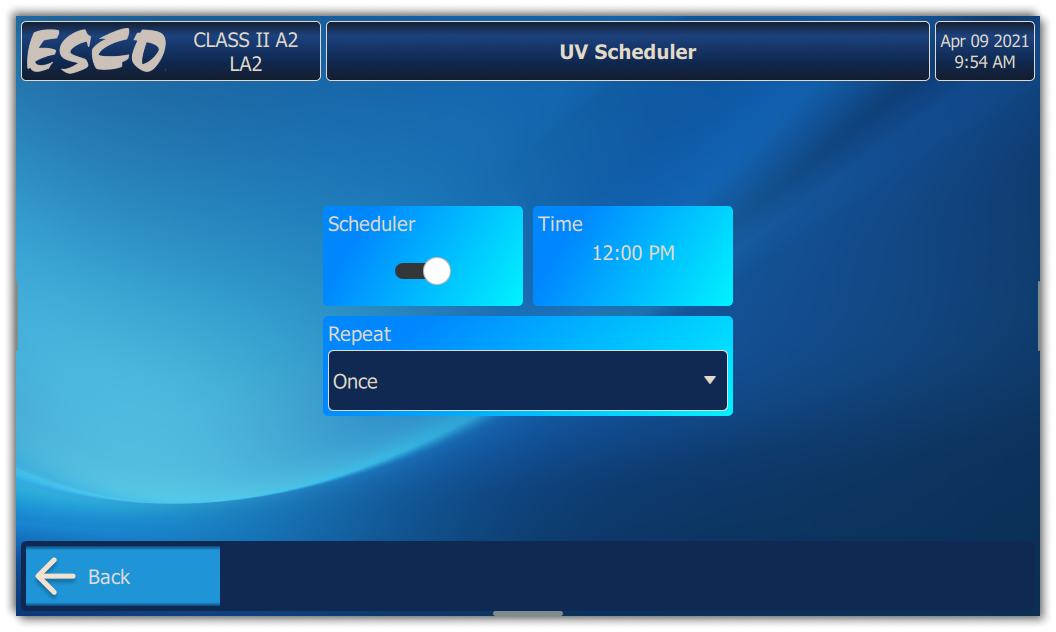 ESCO
CLASS II A2
LA2
UV Scheduler
Apr 09 2021
9:54 AM
Scheduler
Time
12:00 PM
Repeat
Once
Back